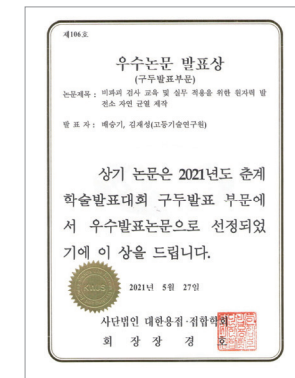 제106호
우수논문 발표상
(구두발표부문)
논문제목 : 비파괴 검사 교육 및 실무 적용을 위한 원자력 발
전소 자연 균열 제작
발 표 자 : 배승기, 김재성(고등기술연구원)
상기 논문은 2021년도 춘계
학술발표대회 구두발표 부문에
서 우수발표논문으로 선정되었
기에 이 상을 드립니다.
2021년 5월 27일
KWJS
사단법인 대한용접·접합학회
회 장 장 경 호